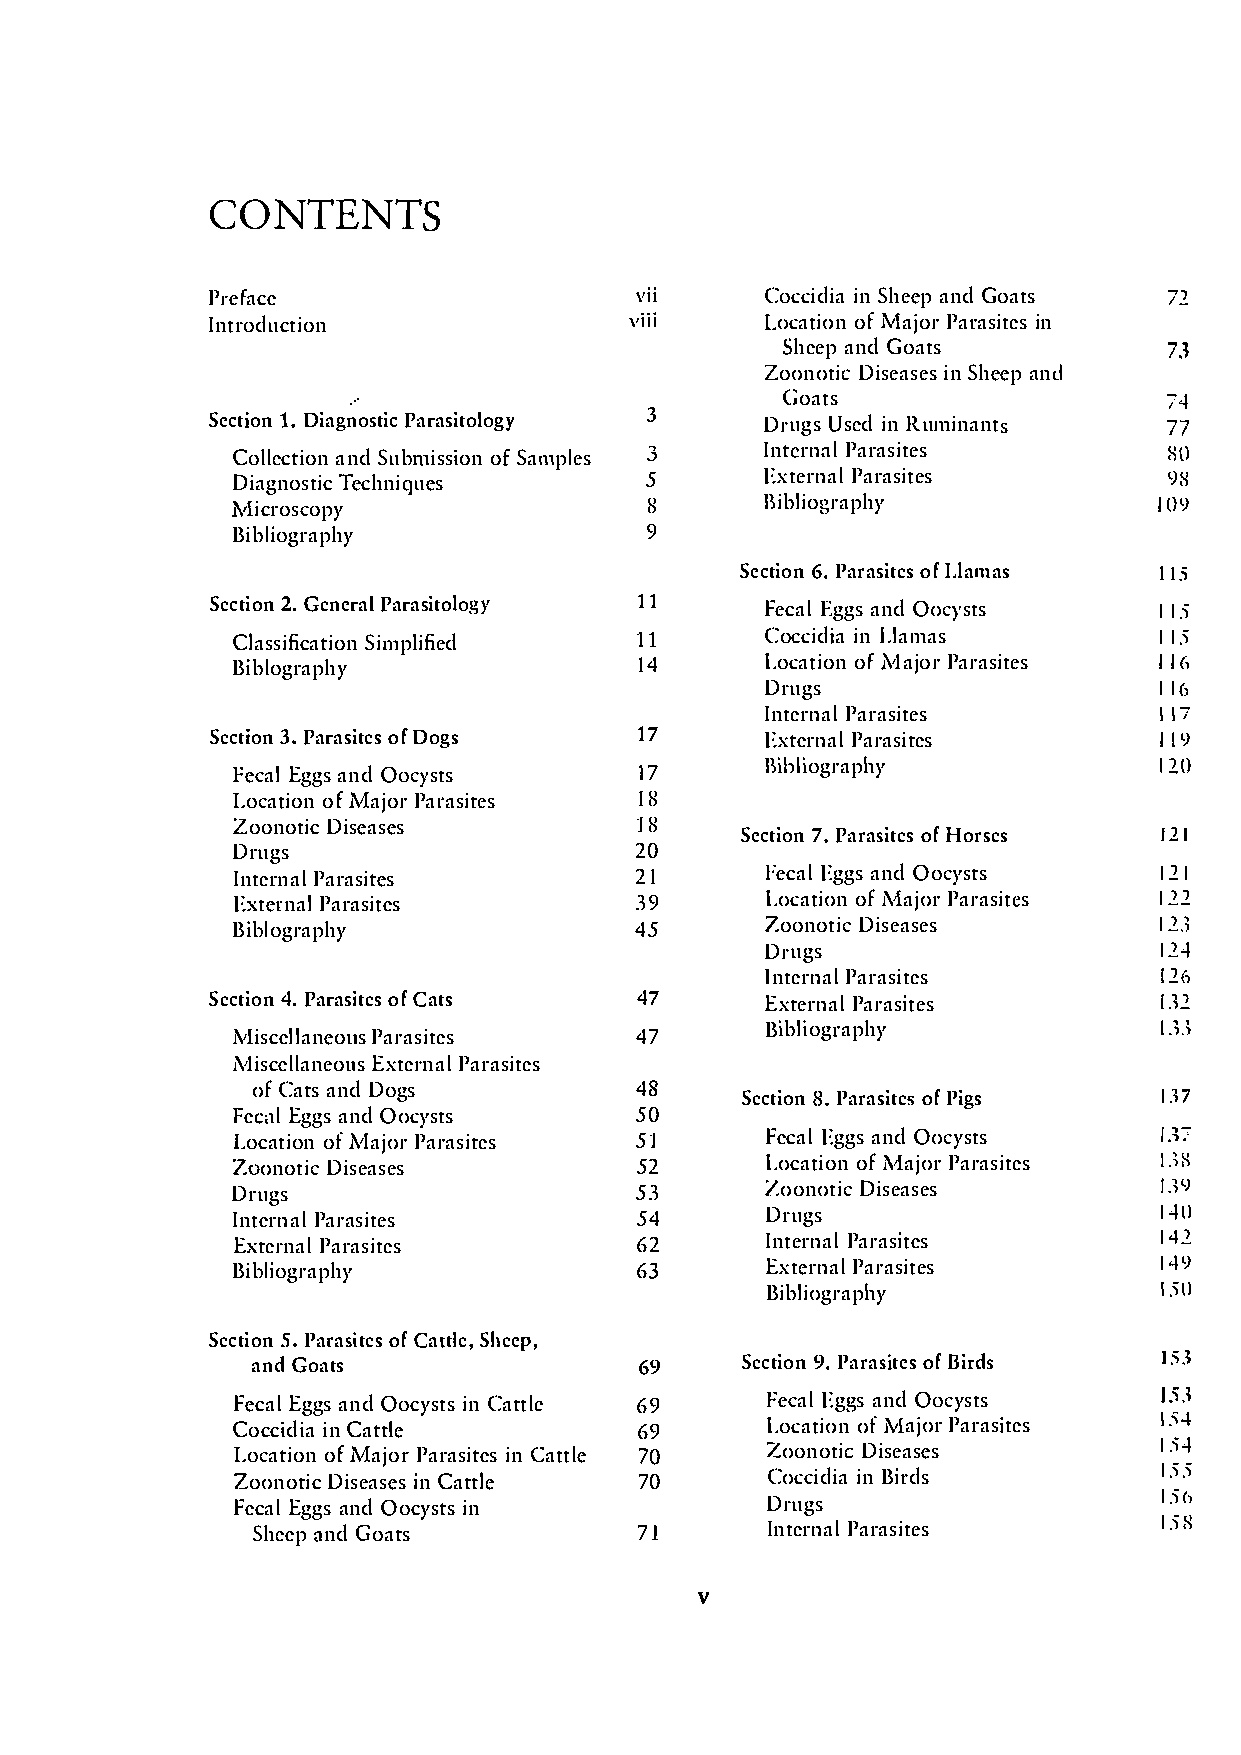 CONTENTS
Preface vii
Introduction viii
Section 1. Diagnostic Parasitology 3
Collection and Submission of Samples 3
Diagnostic Techniques 5
Microscopy 8
Bibliography 9
Section 2. General Parasitology 11
Classification Simplified 11
Biblography 14
Section 3. Parasites of Dogs 17
Fecal Eggs and Oocysts 17
Location of Major Parasites 18
Zoonotic Diseases 18
Drugs 20
Internal Parasites 21
External Parasites 39
Biblography 45
Section 4. Parasites of Cats 47
Miscellaneous Parasites 47
Miscellaneous External Parasites
of Cats and Dogs 48
Fecal Eggs and Oocysts 50
Location of Major Parasites 51
Zoonotic Diseases 52
Drugs 53
Internal Parasites 54
External Parasites 62
Bibliography 63
Section 5. Parasites of Cattle, Sheep,
and Goats 69
Fecal Eggs and Oocysts in Cattle 69
Coccidia in Cattle 69
Location of Major Parasites in Cattle 70
Zoonotic Diseases in Cattle 70
Fecal Eggs and Oocysts in
Sheep and Goats 71
Coccidia in Sheep and Goats 72
Location of Major Parasites in
Sheep and Goats 73
Zoonotic Diseases in Sheep and
Goats 74
Drugs Used in Ruminants 77
Internal Parasites 80
External Parasites 98
Bibliography 109
Section 6. Parasites of Llamas 115
Fecal Eggs and Oocysts 115
Coccidia in Llamas 115
Location of Major Parasites 116
Drugs 116
Internal Parasites 117
External Parasites 119
Bibliography 120
Section 7. Parasites of Horses 121
Fecal Eggs and Oocysts 121
Location of Major Parasites 122
Zoonotic Diseases 123
Drugs 124
Internal Parasites 126
External Parasites 132
Bibliography 133
Section 8. Parasites of Pigs 137
Fecal Eggs and Oocysts 137
Location of Major Parasites 138
Zoonotic Diseases 139
Drugs 140
Internal Parasites 142
External Parasites 149
Bibliography 150
Section 9. Parasites of Birds 153
Fecal Eggs and Oocysts 153
Location of Major Parasites 154
Zoonotic Diseases 154
Coccidia in Birds 155
Drugs 156
Internal Parasites 158
v